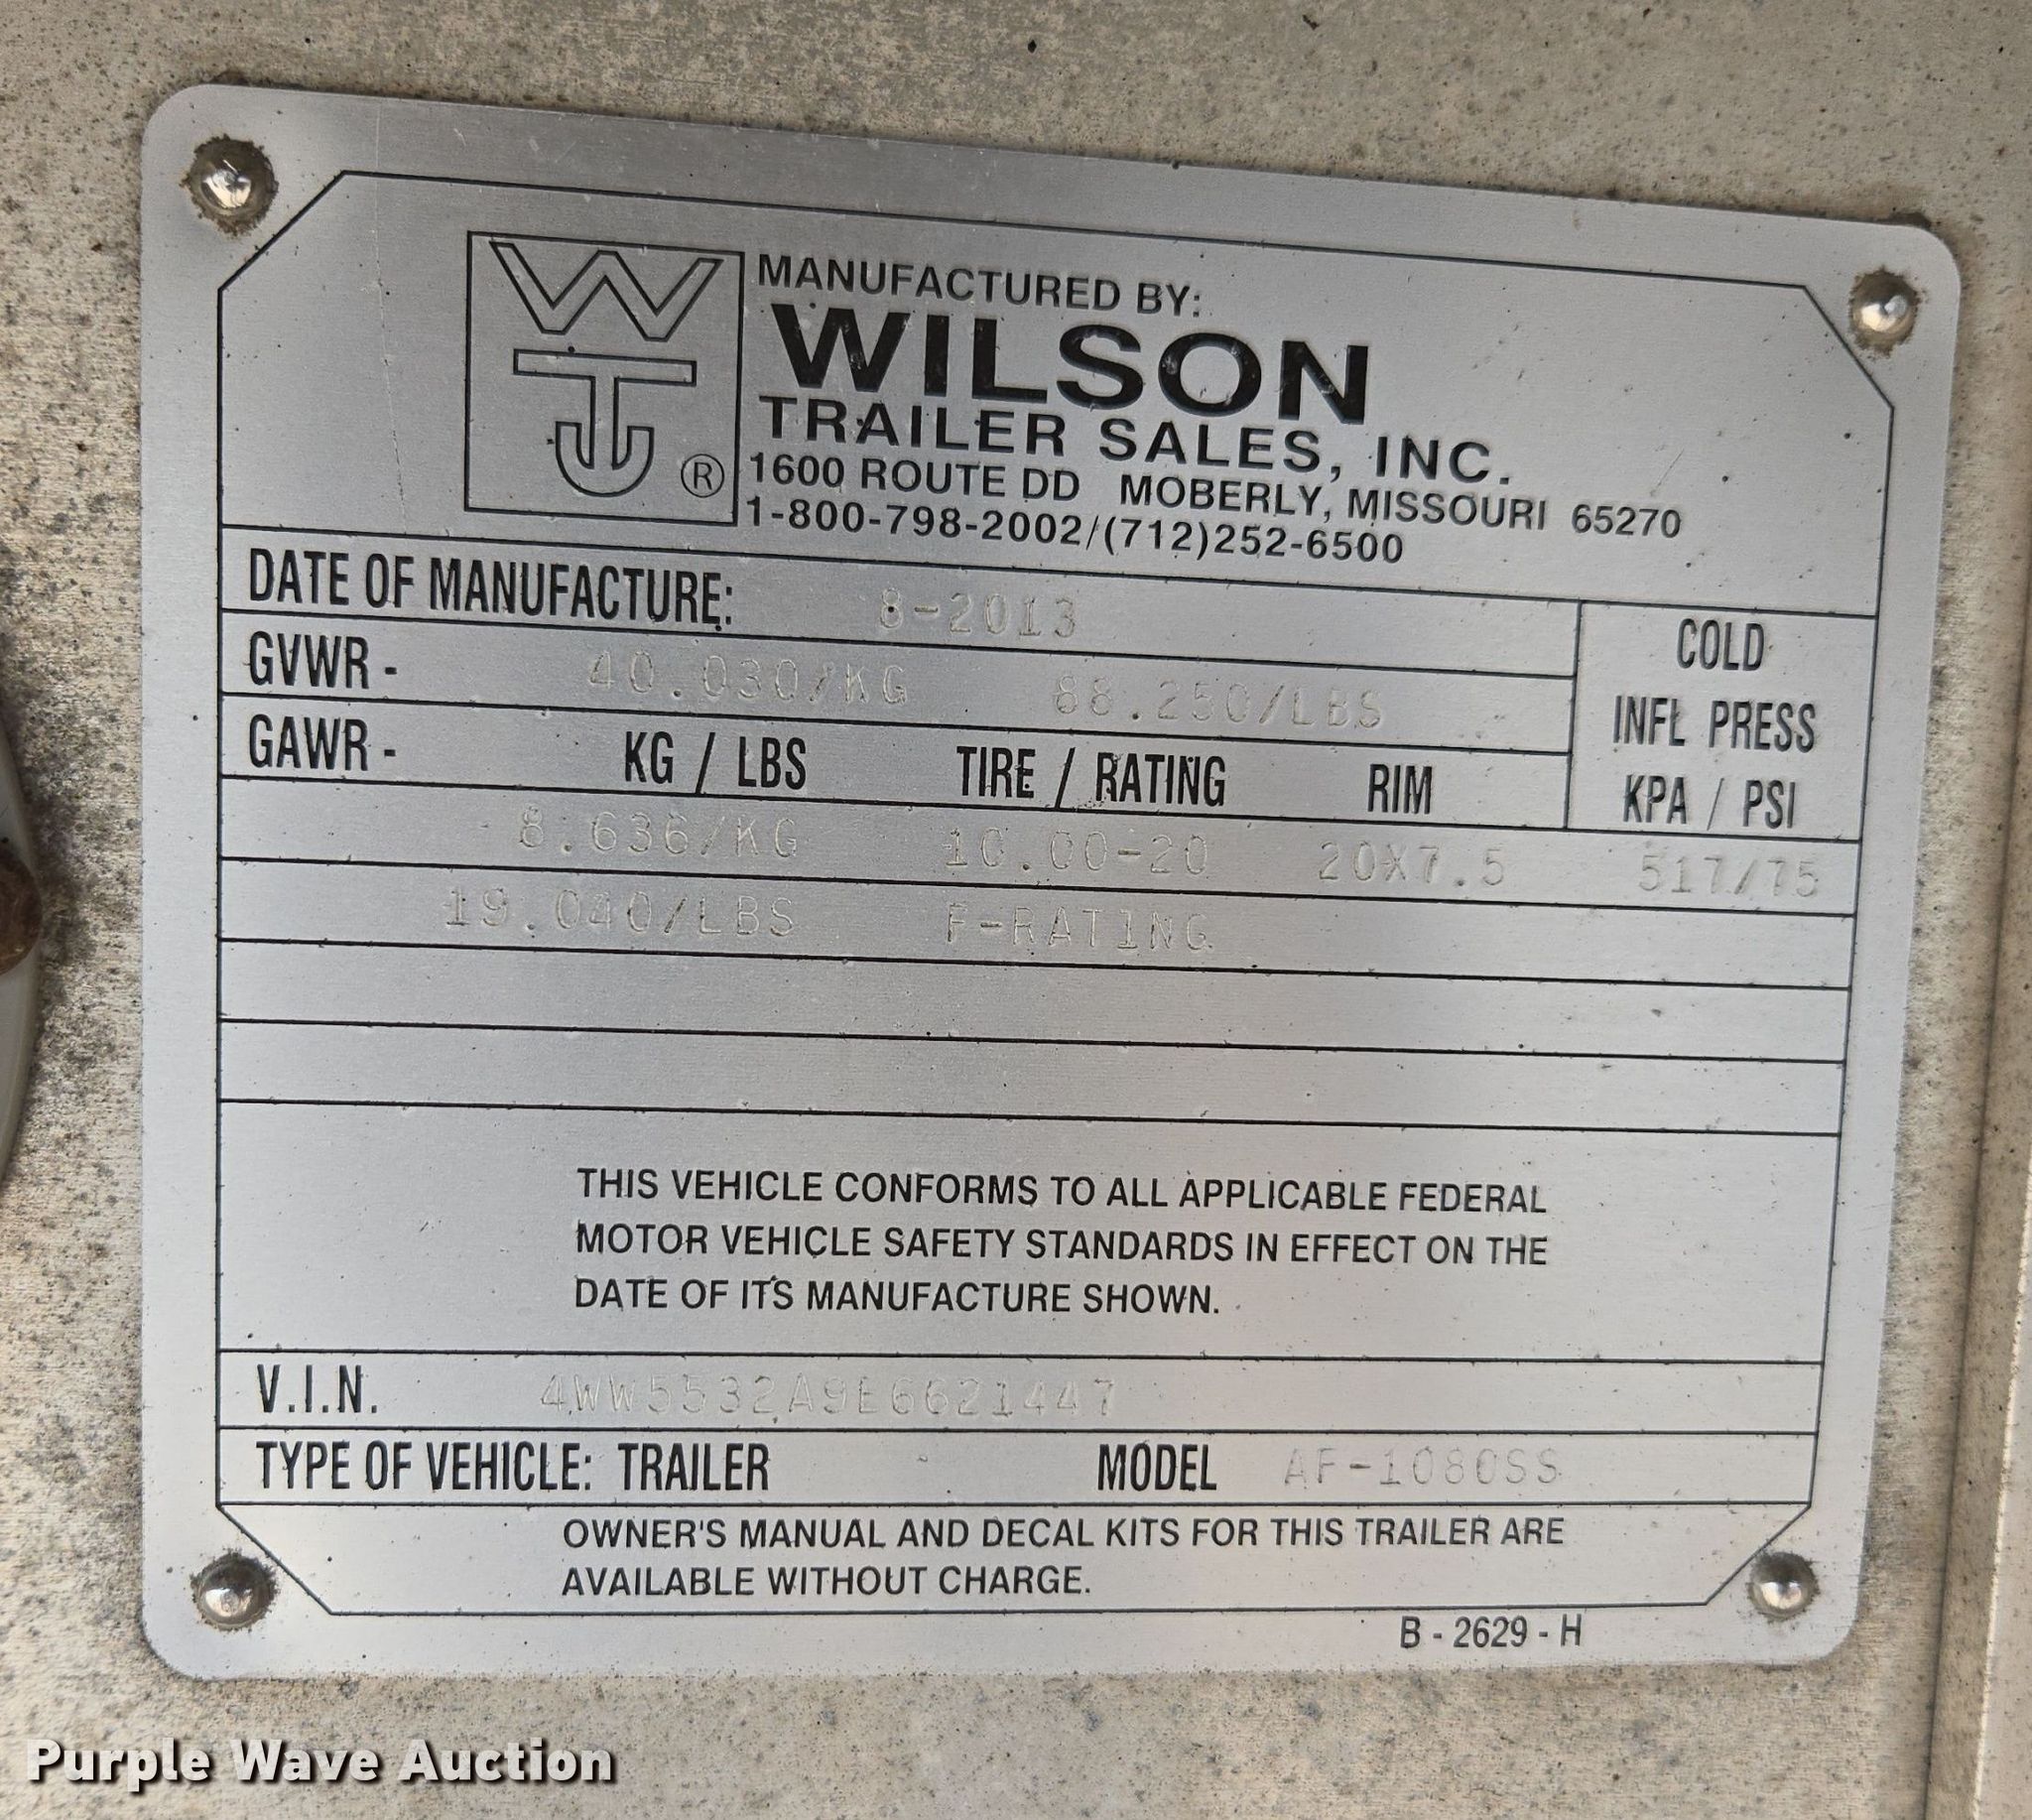 WTJ ®
MANUFACTURED BY:
WILSON
TRAILER SALES, INC.
1600 ROUTE DD MOBERLY, MISSOURI 65270
1-800-798-2002/(712)252-6500
DATE OF MANUFACTURE: 8-2013
GVWR - 40.030/KG 88.250/LBS
COLD
INFL PRESS
KPA / PSI
GAWR - KG / LBS TIRE / RATING RIM
8.636/KG 10.00-20 20X7.5 517/75
19.040/LBS F-RATING
THIS VEHICLE CONFORMS TO ALL APPLICABLE FEDERAL
MOTOR VEHICLE SAFETY STANDARDS IN EFFECT ON THE
DATE OF ITS MANUFACTURE SHOWN.
V.I.N. 4WW5532A9E6621447
TYPE OF VEHICLE: TRAILER MODEL AF-1080SS
OWNER'S MANUAL AND DECAL KITS FOR THIS TRAILER ARE
AVAILABLE WITHOUT CHARGE.
B - 2629 - H
Purple Wave Auction